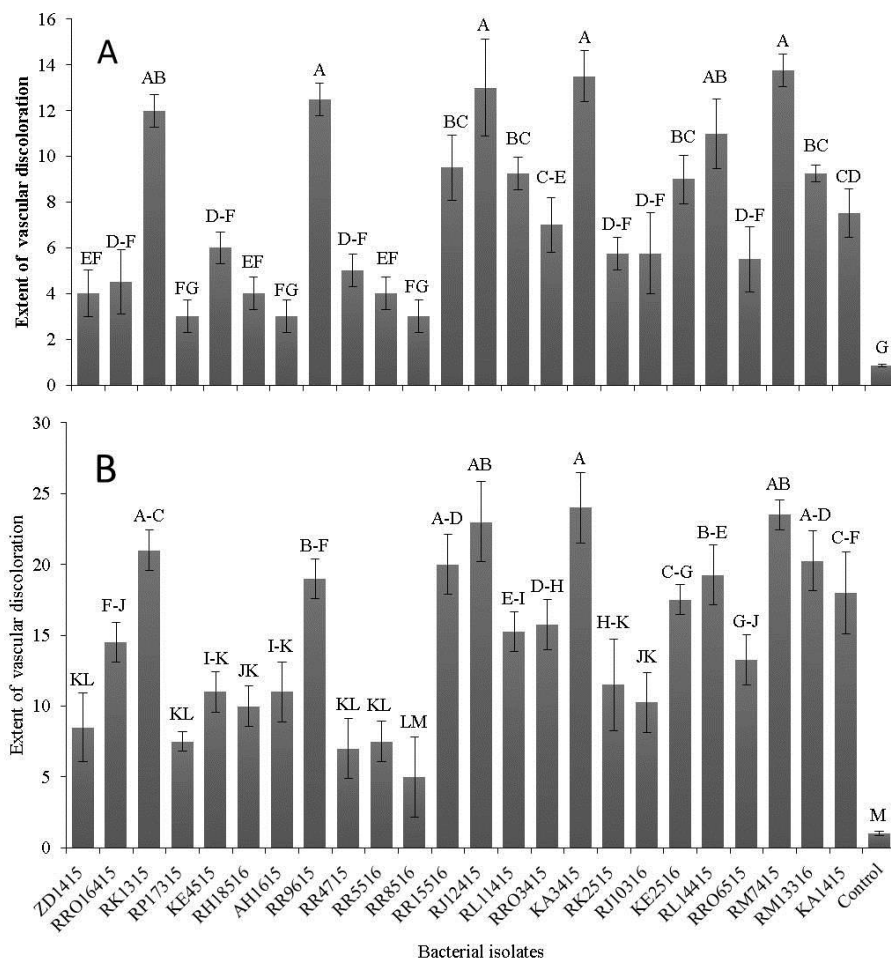 A
Extent of vascular discoloration
16
14
12
10
8
6
4
2
0
EF
D-F
AB
FG
D-F
EF
FG
A
D-F
EF
FG
BC
A
BC
C-E
A
D-F
D-F
BC
AB
D-F
A
BC
CD
G
B
Extent of vascular discoloration
30
25
20
15
10
5
0
KL
F-J
A-C
KL
I-K
JK
I-K
B-F
KL
KL
LM
A-D
AB
E-I
D-H
A
H-K
JK
C-G
B-E
G-J
AB
A-D
C-F
M
ZD1415
RRO16415
RK1315
RP17315
KE4515
RH18516
AH1615
RR9615
RR4715
RR5516
RR8516
RR15516
RJ12415
RL11415
RRO3415
KA3415
RK2515
RJ10316
KE2516
RL14415
RRO6515
RM7415
RM13316
KA1415
Control
Bacterial isolates